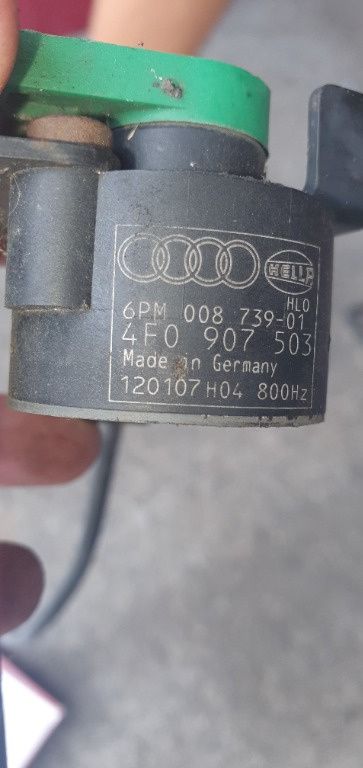 HELLA
HLO
6PM 008 739-01
4F0 907 503
Made in Germany
120107 H04 800Hz